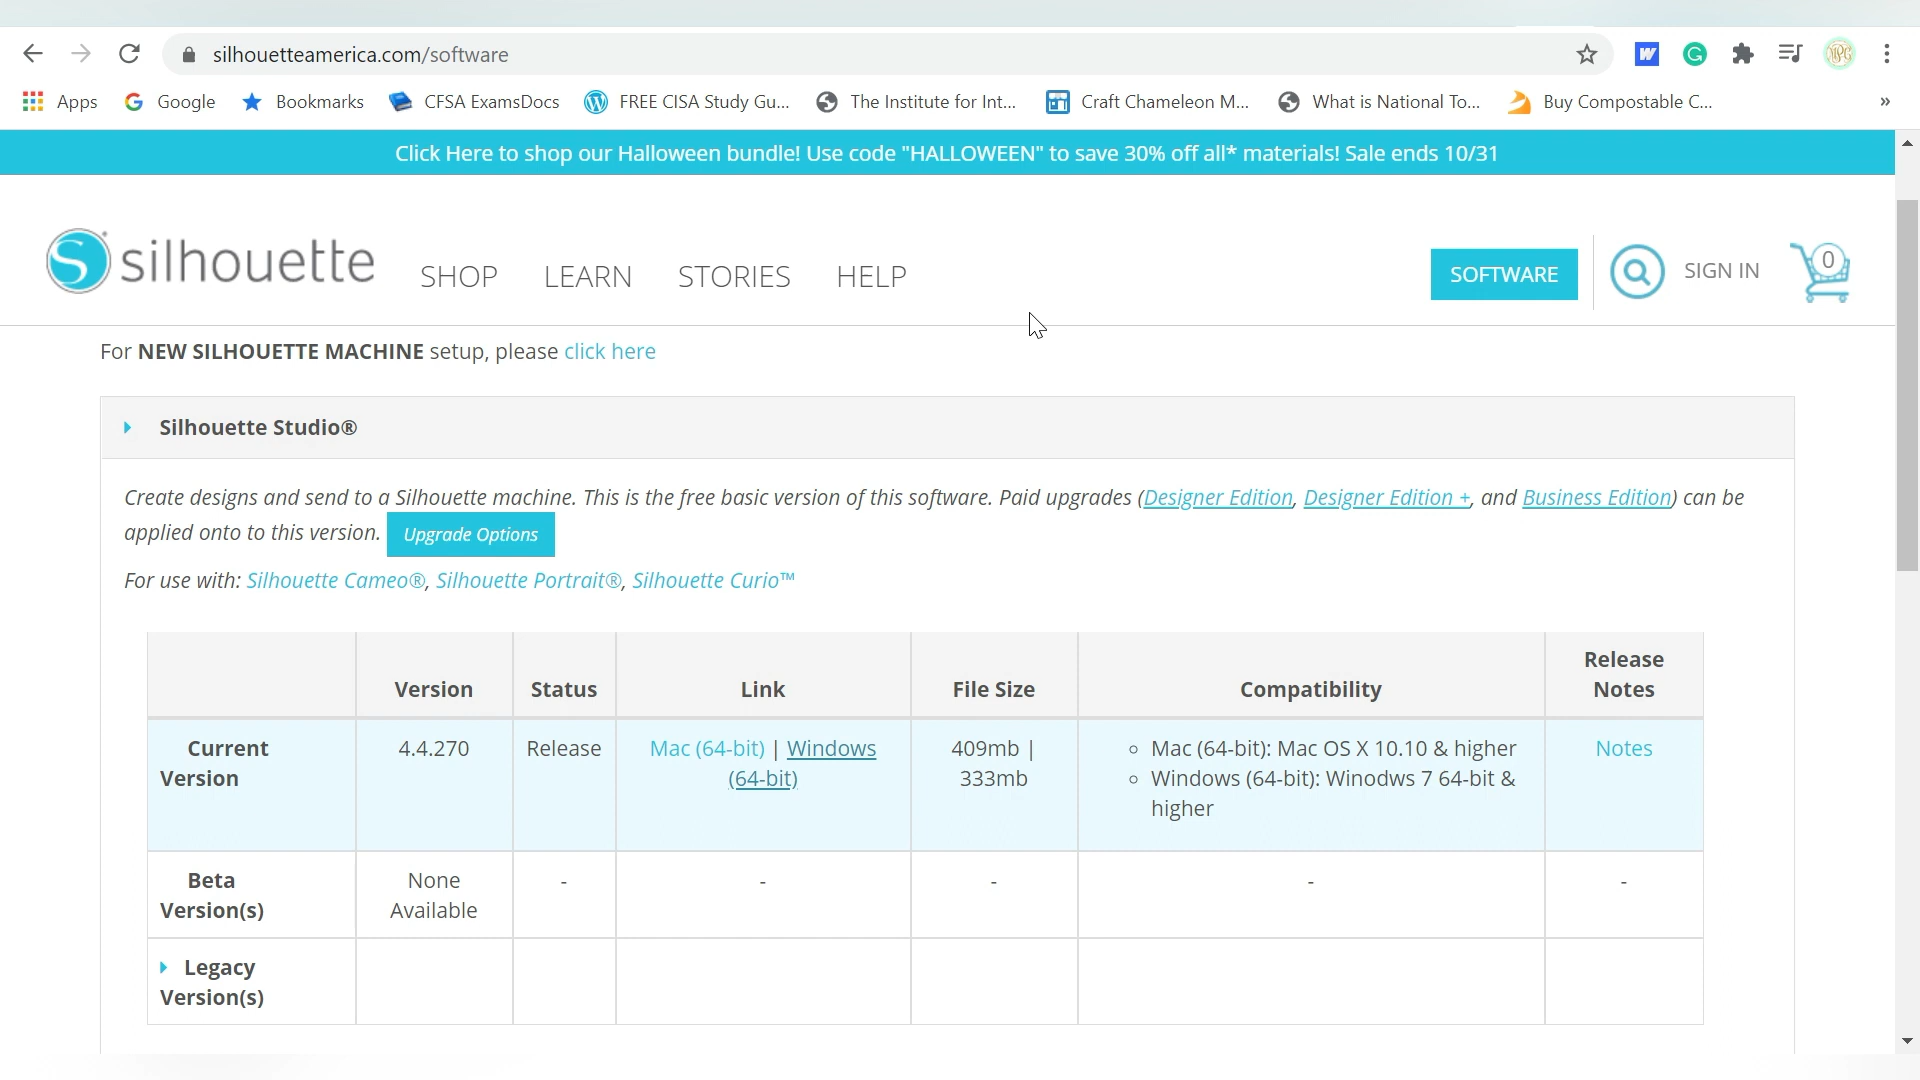 silhouetteamerica.com/software
Apps Google Bookmarks CFSA ExamsDocs FREE CISA Study Gu... The Institute for Int... Craft Chameleon M... What is National To... Buy Compostable C... »
Click Here to shop our Halloween bundle! Use code "HALLOWEEN" to save 30% off all* materials! Sale ends 10/31
silhouette SHOP LEARN STORIES HELP SOFTWARE SIGN IN 0
For NEW SILHOUETTE MACHINE setup, please click here
Silhouette Studio®
Create designs and send to a Silhouette machine. This is the free basic version of this software. Paid upgrades (Designer Edition, Designer Edition +, and Business Edition) can be
applied onto to this version. Upgrade Options
For use with: Silhouette Cameo®, Silhouette Portrait®, Silhouette Curio™
Version Status Link File Size Compatibility Release
Notes
Current
Version
4.4.270
Release
Mac (64-bit) | Windows
(64-bit)
409mb |
333mb
Mac (64-bit): Mac OS X 10.10 & higher
Windows (64-bit): Winodws 7 64-bit &
higher
Notes
Beta
Version(s)
None
Available
- - - - -
Legacy
Version(s)